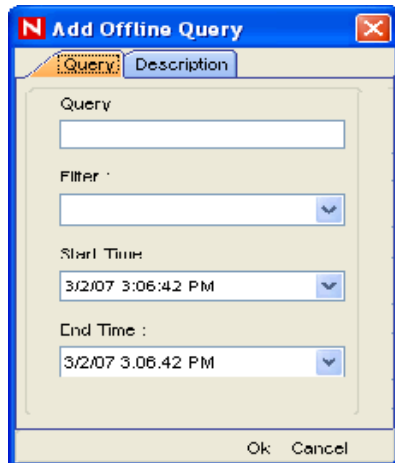 N Add Offline Query
Query Description
Query
Filter :
Start Time
3/2/07 3:06:42 PM
End Time :
3/2/07 3:06:42 PM
Ok Cancel